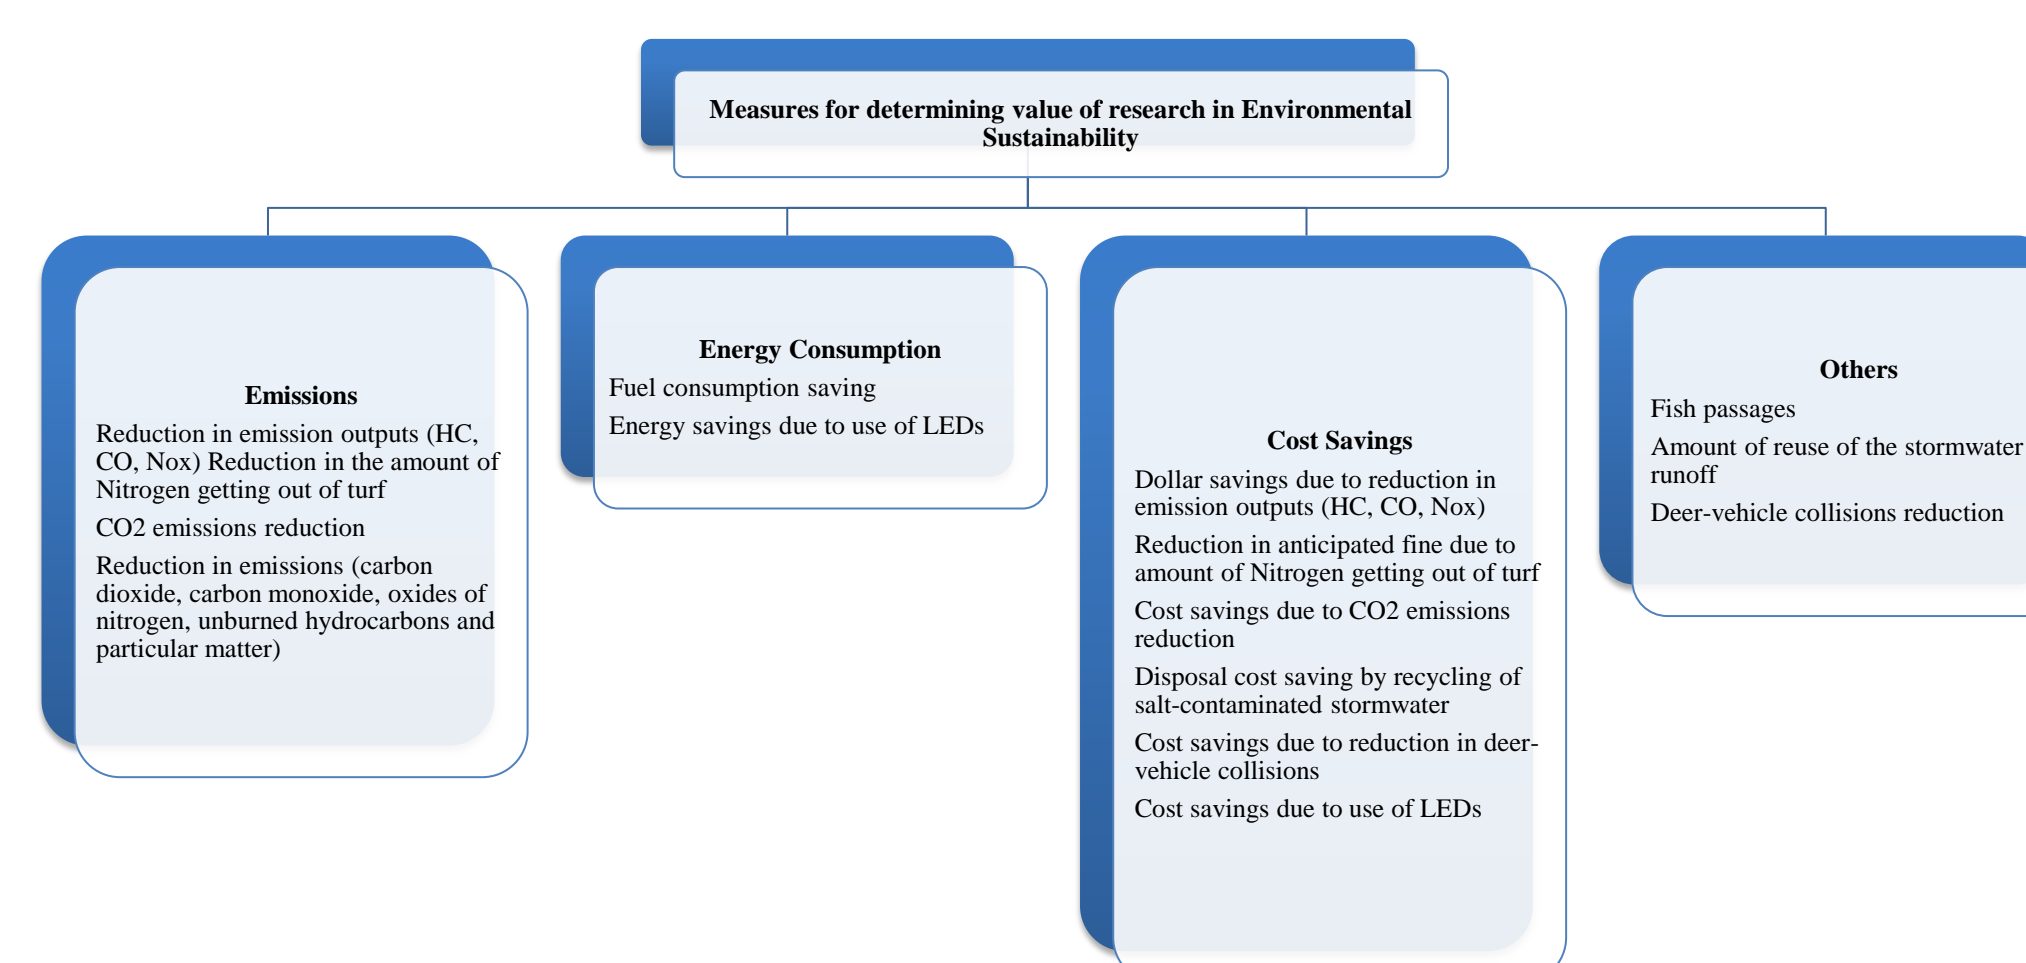 Measures for determining value of research in Environmental
Sustainability
Emissions
Reduction in emission outputs (HC,
CO, Nox) Reduction in the amount of
Nitrogen getting out of turf
CO2 emissions reduction
Reduction in emissions (carbon
dioxide, carbon monoxide, oxides of
nitrogen, unburned hydrocarbons and
particular matter)
Energy Consumption
Fuel consumption saving
Energy savings due to use of LEDs
Cost Savings
Dollar savings due to reduction in
emission outputs (HC, CO, Nox)
Reduction in anticipated fine due to
amount of Nitrogen getting out of turf
Cost savings due to CO2 emissions
reduction
Disposal cost saving by recycling of
salt-contaminated stormwater
Cost savings due to reduction in deer-
vehicle collisions
Cost savings due to use of LEDs
Others
Fish passages
Amount of reuse of the stormwater
runoff
Deer-vehicle collisions reduction